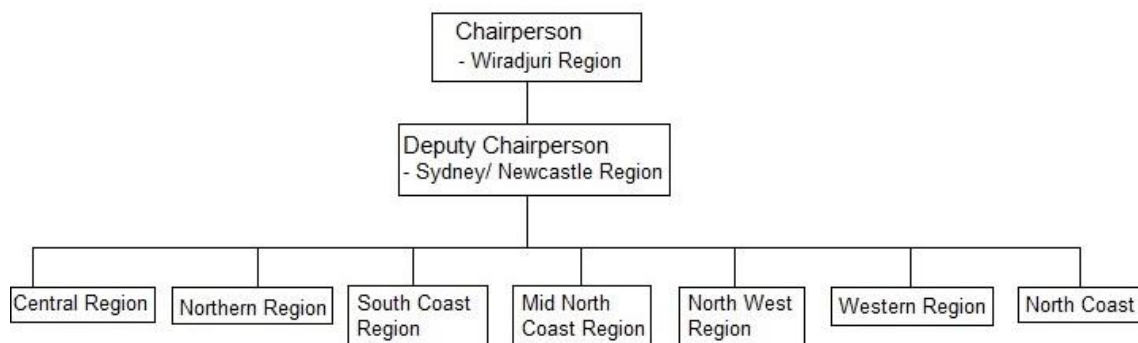 Chairperson
- Wiradjuri Region
Deputy Chairperson
- Sydney/ Newcastle Region
Central Region
Northern Region
South Coast
Region
Mid North
Coast Region
North West
Region
Western Region
North Coast